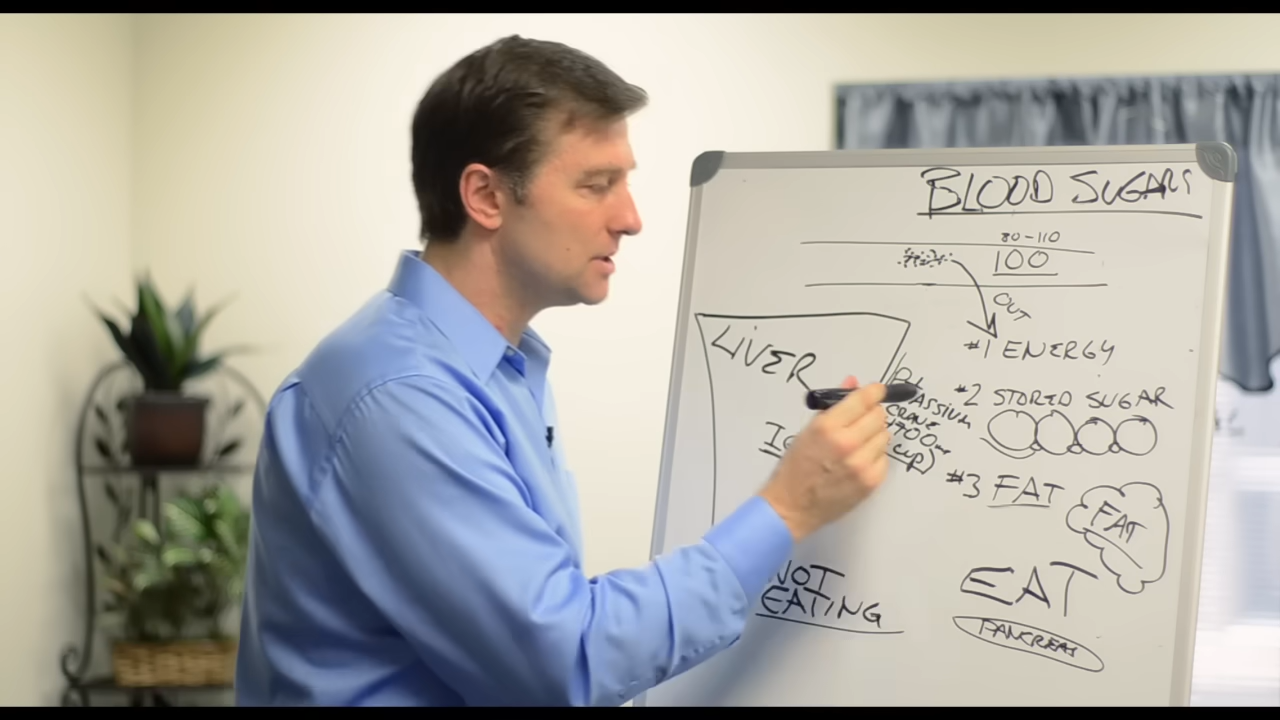 BLOOD SUGARS
80-110
100
OUT
#1 ENERGY
LIVER
#2 STORED SUGAR
#3 FAT
FAT
NOT
EATING
EAT
PANCREAS